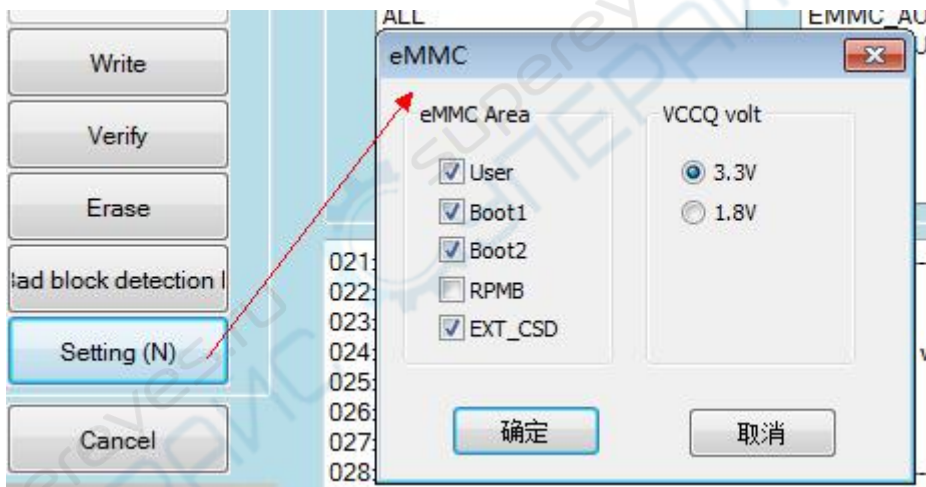 ALL
EMMC_AU
Write
Verify
Erase
Bad block detection
Setting (N)
Cancel
eMMC
eMMC Area
User
Boot1
Boot2
RPMB
EXT_CSD
VCCQ volt
3.3V
1.8V
确定
取消
021:
022:
023:
024:
025:
026:
027:
028: